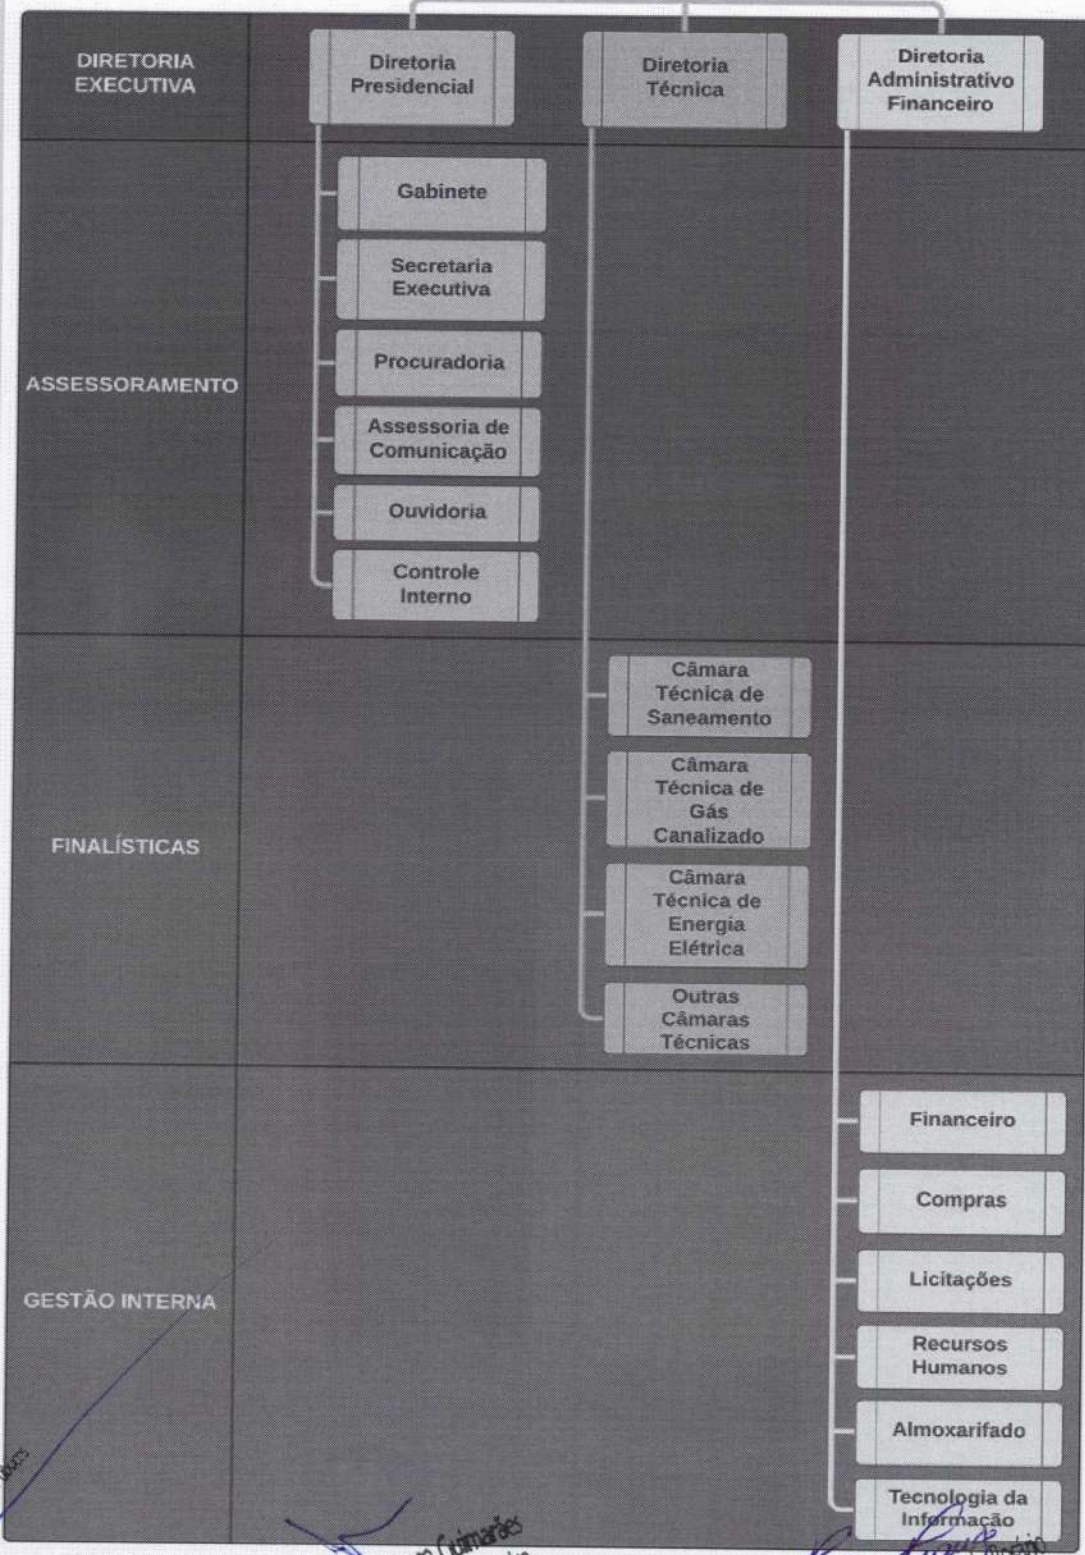 DIRETORIA
EXECUTIVA
Diretoria
Presidencial
Diretoria
Técnica
Diretoria
Administrativo
Financeiro
ASSESSORAMENTO
Gabinete
Secretaria
Executiva
Procuradoria
Assessoria de
Comunicação
Ouvidoria
Controle
Interno
FINALÍSTICAS
Câmara
Técnica de
Saneamento
Câmara
Técnica de
Gás
Canalizado
Câmara
Técnica de
Energia
Elétrica
Outras
Câmaras
Técnicas
GESTÃO INTERNA
Financeiro
Compras
Licitações
Recursos
Humanos
Almoxarifado
Tecnologia da
Informação
Guimarães